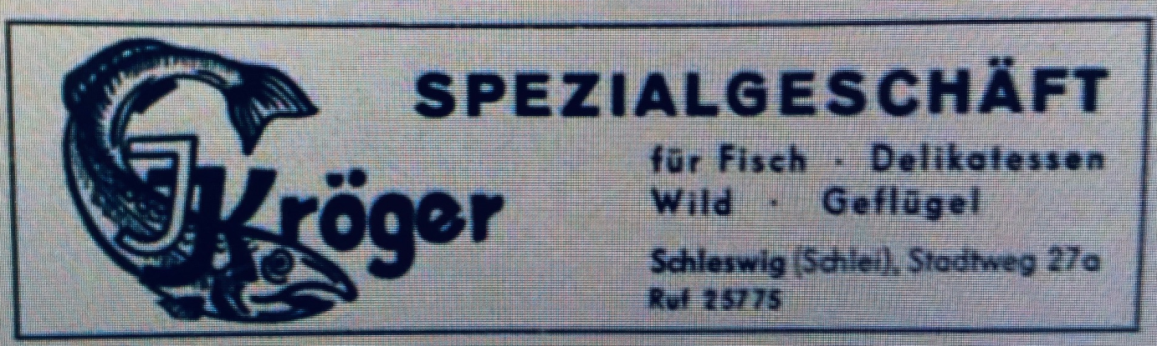 J Kröger
SPEZIALGESCHÄFT
für Fisch · Delikatessen
Wild · Geflügel
Schleswig (Schlei), Stadtweg 27a
Ruf 25775